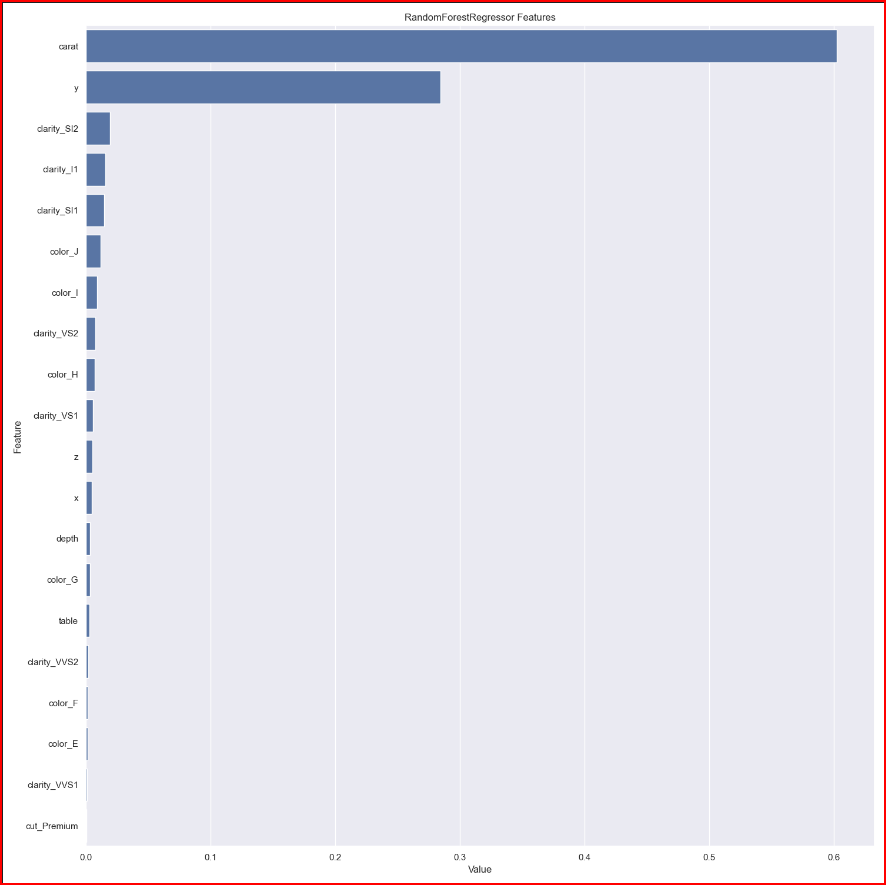 RandomForestRegressor Features
carat
y
clarity_SI2
clarity_I1
clarity_SI1
color_J
color_I
clarity_VS2
color_H
clarity_VS1
z
x
depth
color_G
table
clarity_VVS2
color_F
color_E
clarity_VVS1
cut_Premium
Feature
0.0 0.1 0.2 0.3 0.4 0.5 0.6
Value